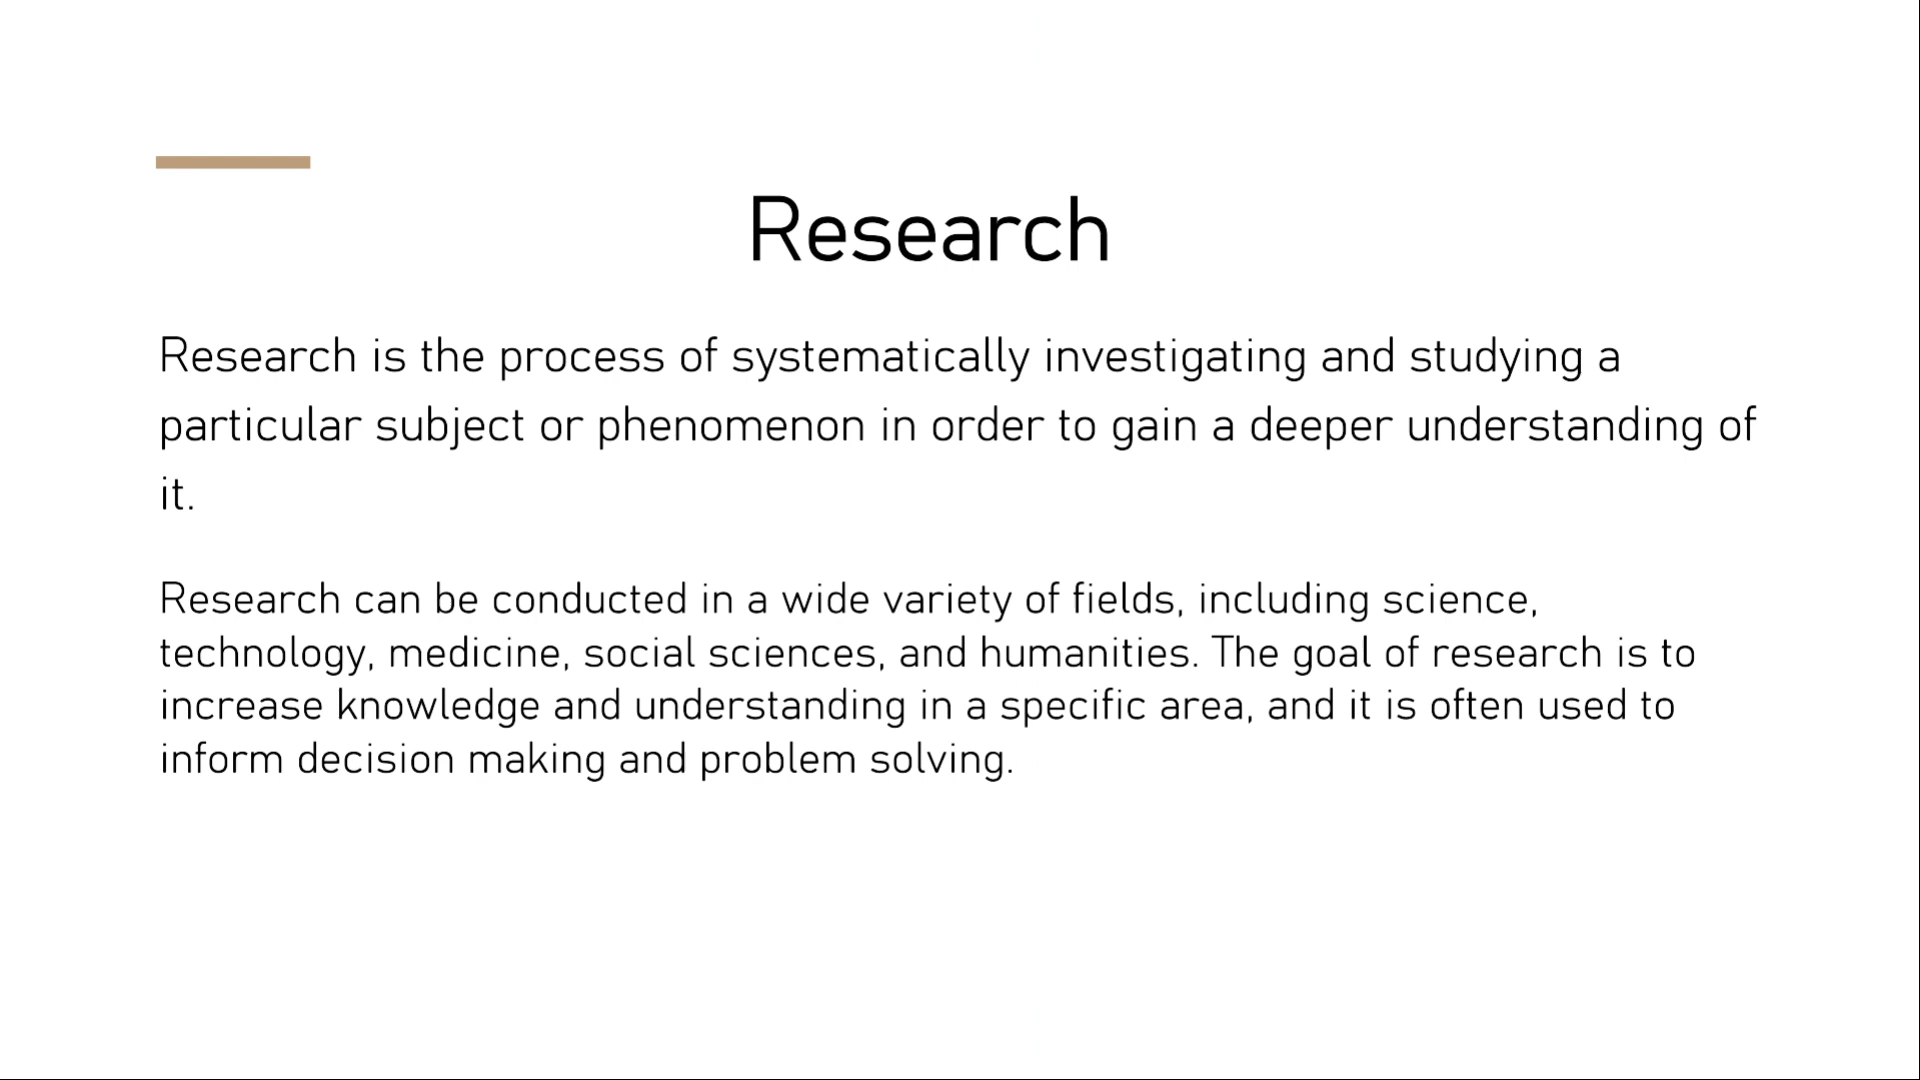 Research
Research is the process of systematically investigating and studying a
particular subject or phenomenon in order to gain a deeper understanding of
it.
Research can be conducted in a wide variety of fields, including science,
technology, medicine, social sciences, and humanities. The goal of research is to
increase knowledge and understanding in a specific area, and it is often used to
inform decision making and problem solving.